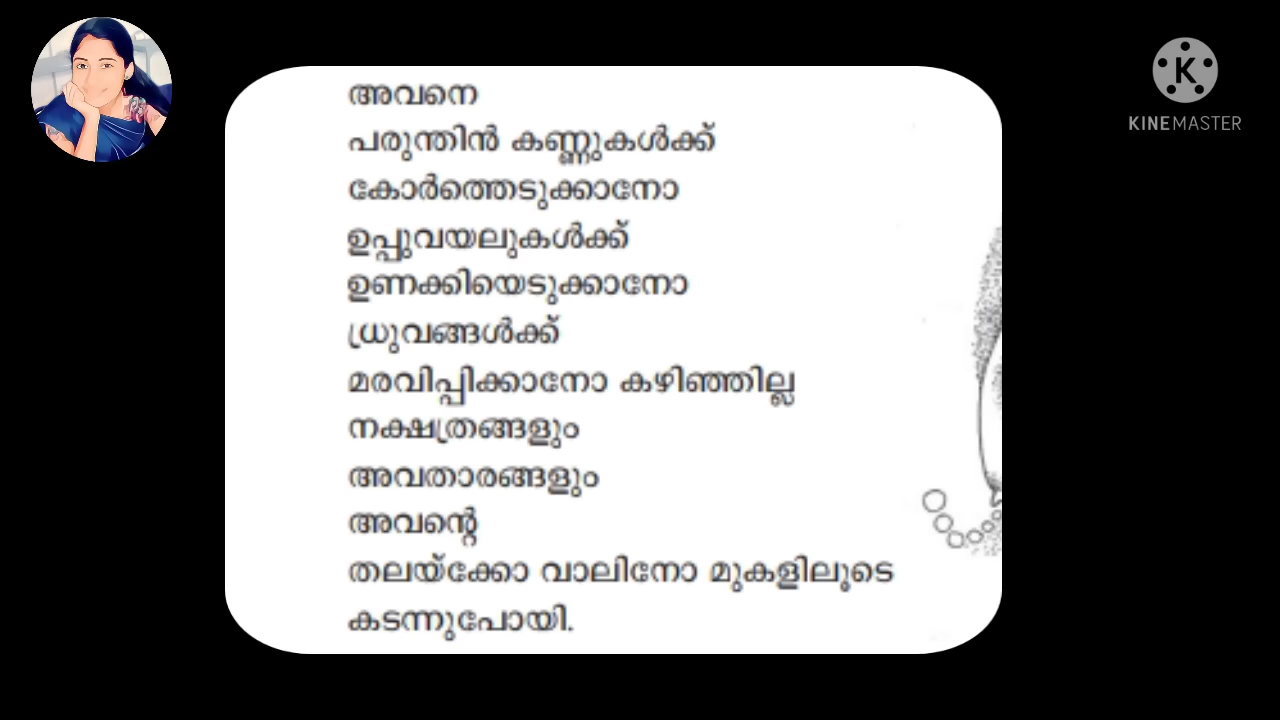 അവനെ
പരുന്തിൻ കണ്ണുകൾക്ക്
കോർത്തെടുക്കാനോ
ഉപ്പുവയലുകൾക്ക്
ഉണക്കിയെടുക്കാനോ
ധ്രുവങ്ങൾക്ക്
മരവിപ്പിക്കാനോ കഴിഞ്ഞില്ല
നക്ഷത്രങ്ങളും
അവതാരങ്ങളും
അവന്റെ
തലയ്ക്കോ വാലിനോ മുകളിലൂടെ
കടന്നുപോയി.
K
KINEMASTER